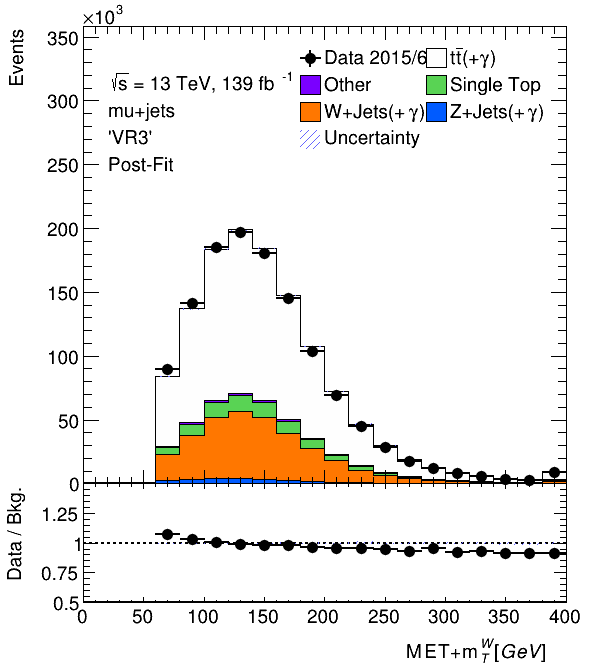 ×10³
Events
350
300
250
200
150
100
50
0
√s = 13 TeV, 139 fb⁻¹
mu+jets
'VR3'
Post-Fit
Data 2015/6
tt̄(+γ)
Other
Single Top
W+Jets(+γ)
Z+Jets(+γ)
Uncertainty
Data / Bkg.
1.25
1
0.75
0.5
0 50 100 150 200 250 300 350 400
MET+m_T^W[GeV]